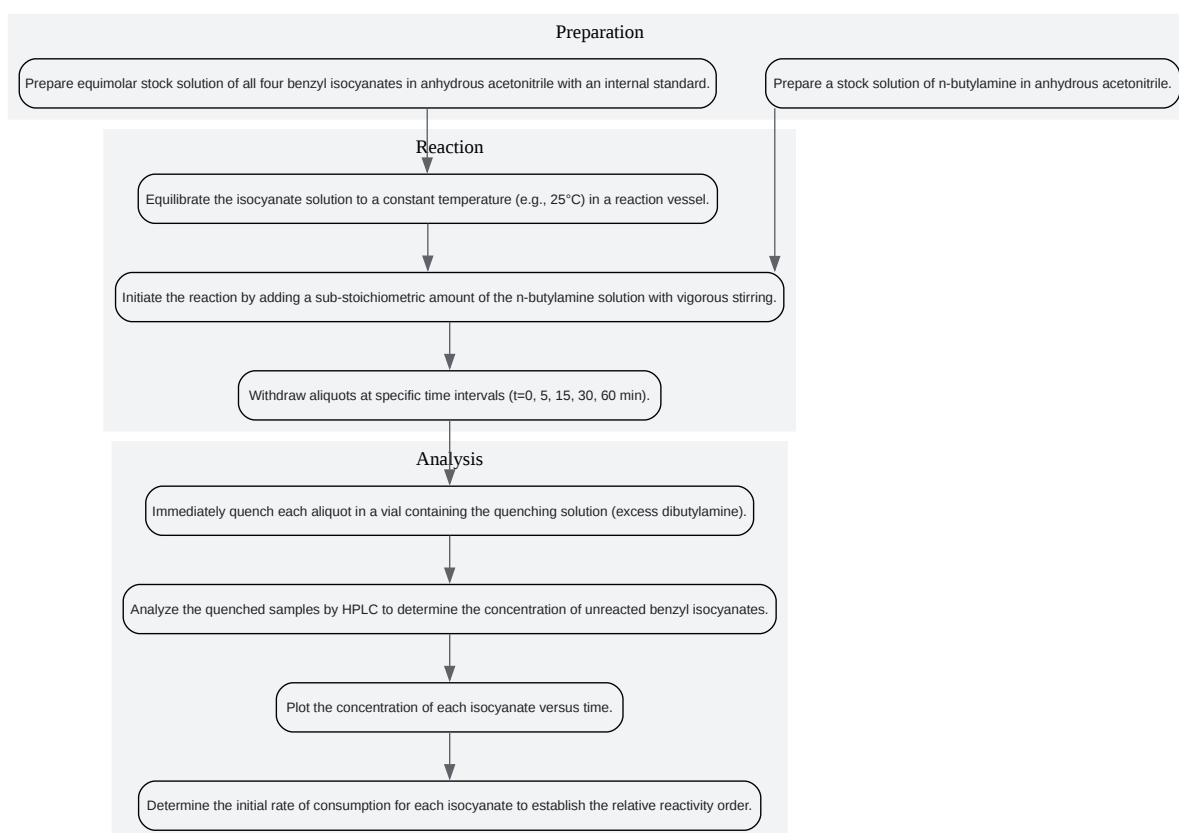 Preparation
Prepare equimolar stock solution of all four benzyl isocyanates in anhydrous acetonitrile with an internal standard.
Prepare a stock solution of n-butylamine in anhydrous acetonitrile.
Reaction
Equilibrate the isocyanate solution to a constant temperature (e.g., 25°C) in a reaction vessel.
Initiate the reaction by adding a sub-stoichiometric amount of the n-butylamine solution with vigorous stirring.
Withdraw aliquots at specific time intervals (t=0, 5, 15, 30, 60 min).
Analysis
Immediately quench each aliquot in a vial containing the quenching solution (excess dibutylamine).
Analyze the quenched samples by HPLC to determine the concentration of unreacted benzyl isocyanates.
Plot the concentration of each isocyanate versus time.
Determine the initial rate of consumption for each isocyanate to establish the relative reactivity order.